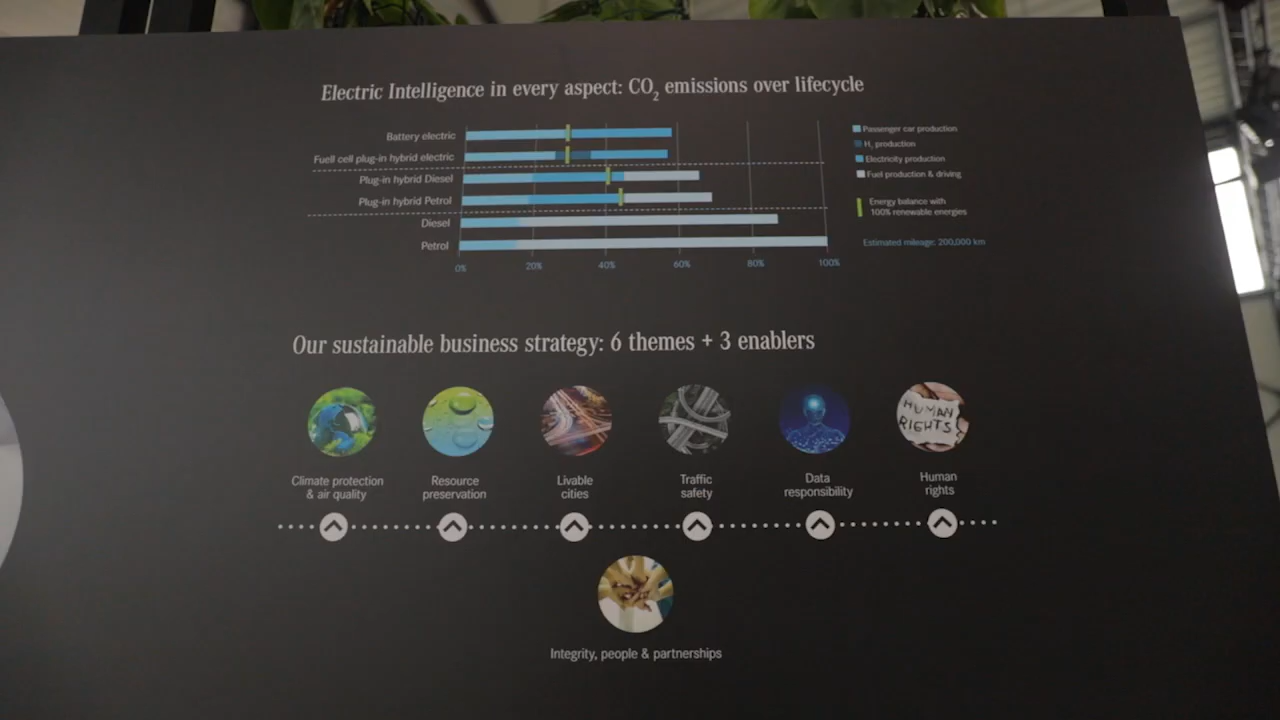 Electric Intelligence in every aspect: CO₂ emissions over lifecycle
Battery electric
Fuell cell plug-in hybrid electric
Plug-in hybrid Diesel
Plug-in hybrid Petrol
Diesel
Petrol
0% 20% 40% 60% 80% 100%
Passenger car production
H₂ production
Electricity production
Fuel production & driving
Energy balance with
100% renewable energies
Estimated mileage: 200,000 km
Our sustainable business strategy: 6 themes + 3 enablers
HUMAN
RIGHTS
Climate protection
& air quality
Resource
preservation
Livable
cities
Traffic
safety
Data
responsibility
Human
rights
Integrity, people & partnerships